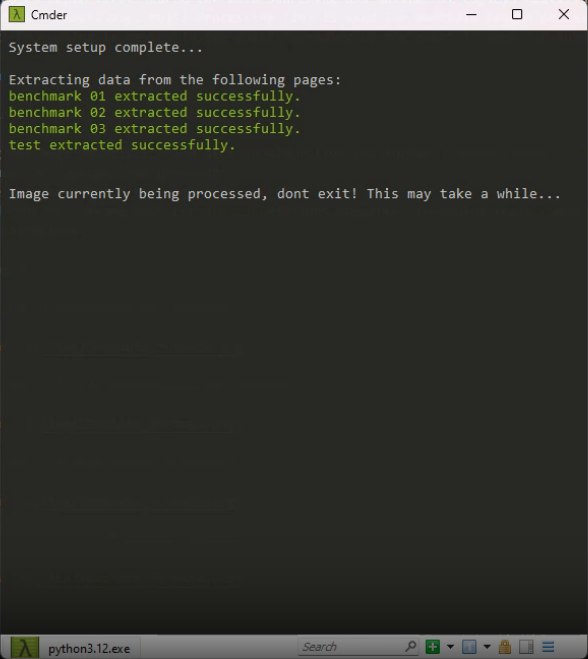 Cmder
System setup complete...
Extracting data from the following pages:
benchmark 01 extracted successfully.
benchmark 02 extracted successfully.
benchmark 03 extracted successfully.
test extracted successfully.
Image currently being processed, dont exit! This may take a while...
python3.12.exe
Search